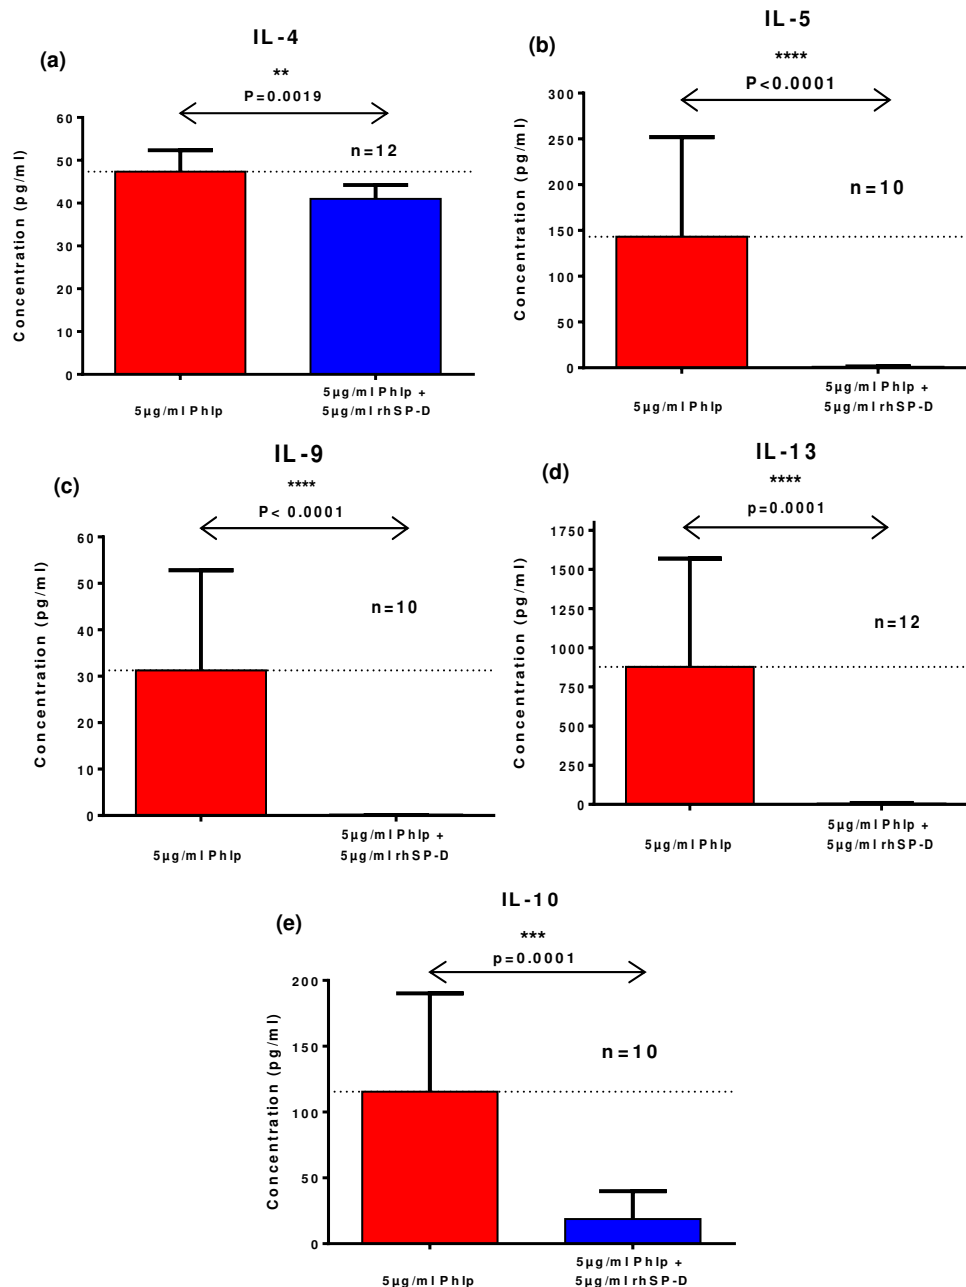 IL-4
(a)
**
P=0.0019
60
50
40
30
20
10
0
Concentration (pg/ml)
n=12
5µg/ml Phlp
5µg/ml Phlp +
5µg/ml rhSP-D
IL-5
(b)
****
P<0.0001
300
250
200
150
100
50
0
Concentration (pg/ml)
n=10
5µg/ml Phlp
5µg/ml Phlp +
5µg/ml rhSP-D
IL-9
(c)
****
P< 0.0001
60
50
40
30
20
10
0
Concentration (pg/ml)
n=10
5µg/ml Phlp
5µg/ml Phlp +
5µg/ml rhSP-D
IL-13
(d)
****
p=0.0001
1750
1500
1250
1000
750
500
250
0
Concentration (pg/ml)
n=12
5µg/ml Phlp
5µg/ml Phlp +
5µg/ml rhSP-D
IL-10
(e)
***
p=0.0001
200
150
100
50
0
Concentration (pg/ml)
n=10
5µg/ml Phlp
5µg/ml Phlp +
5µg/ml rhSP-D